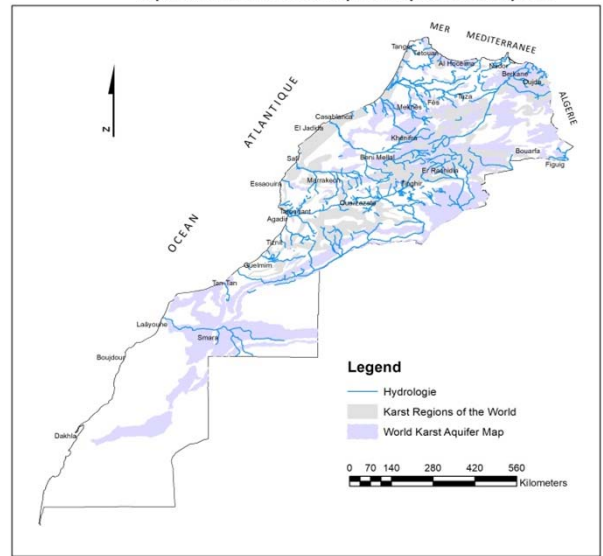 MER MEDITERRANEE
Tanger
Tétouan
Al Hoceima
Nador
Berkane
Oujda
ALGERIE
Taza
Fès
Meknès
ATLANTIQUE
Casablanca
El Jadida
Khénifra
Safi
Beni Mellal
Bouarfa
Figuig
Er Rachidia
Marrakech
Essaouira
Tinghir
Ouarzazate
Agadir
OCEAN
Tiznit
Guelmim
Tan-Tan
Laâyoune
Smara
Boujdour
Dakhla
N
Legend
Hydrologie
Karst Regions of the World
World Karst Aquifer Map
0 70 140 280 420 560
Kilometers